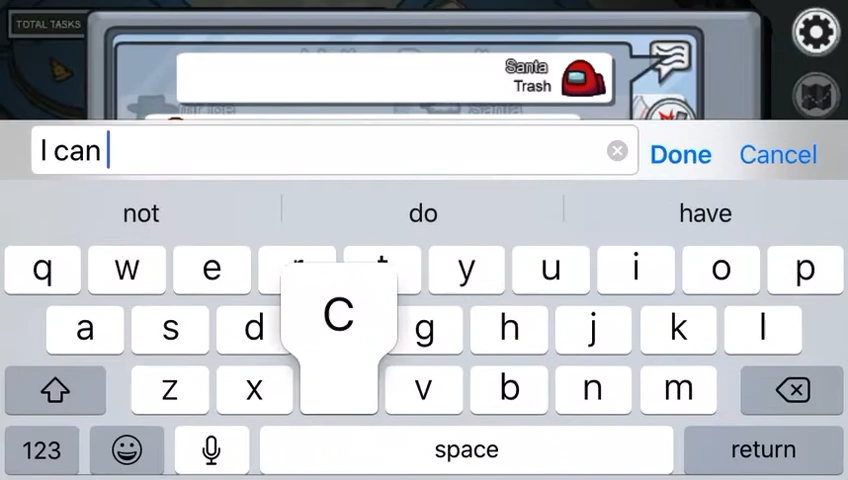 TOTAL TASKS
Santa
Trash
I can
Done
Cancel
not
do
have
q w e r t y u i o p
a s d g h j k l
z x C v b n m
123
space
return